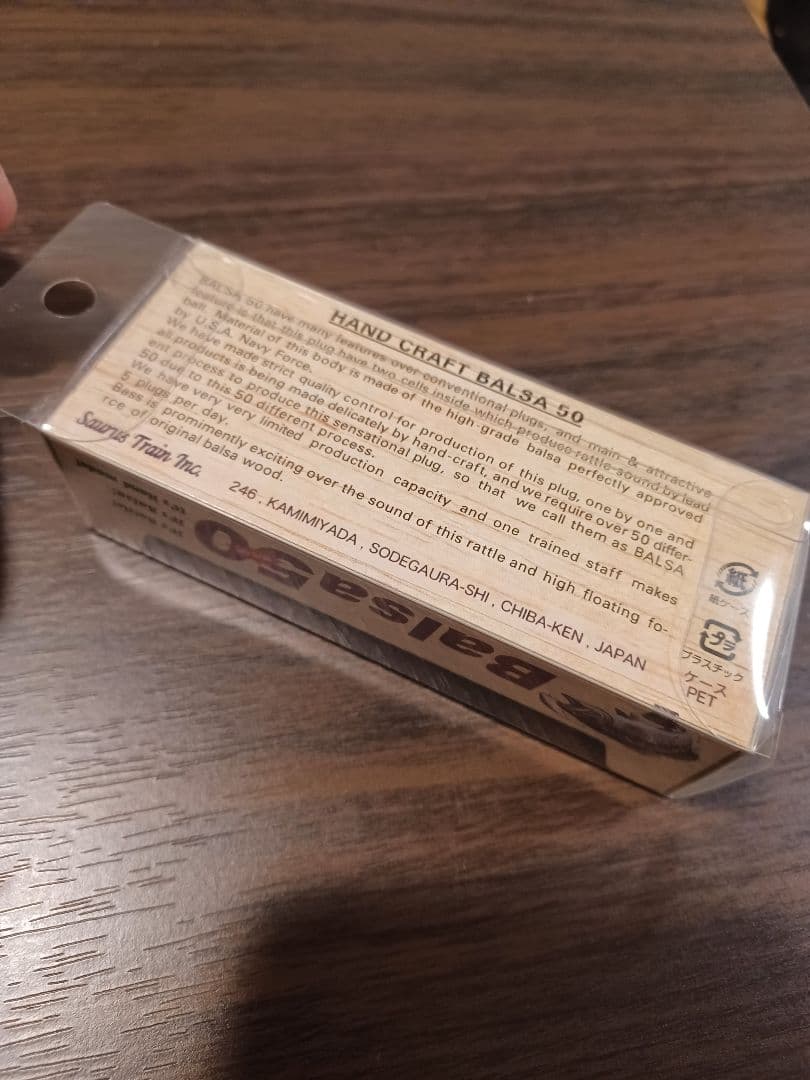 HAND CRAFT BALSA 50
BALSA 50 have many features over conventional plugs, and main & attractive
feature is that this plug have two cells inside which produce rattle sound by lead
ball. Material of this body is made of the high grade balsa perfectly approved
by U.S.A. Navy Force.
We have made strict quality control for production of this plug, one by one and
all products is being made delicately by hand-craft, and we require over 50 differ-
ent process to produce this sensational plug, so that we call them as BALSA
50 due to this 50 different process.
We have very very limited production capacity and one trained staff makes
5 plugs per day.
Bess is promimently exciting over the sound of this rattle and high floating fo-
rce of original balsa wood.
Saurus Train Inc.
246 , KAMIMIYADA , SODEGAURA-SHI , CHIBA-KEN , JAPAN
紙
紙ケース
プラ
プラスチック
ケース
PET
Balsa 50